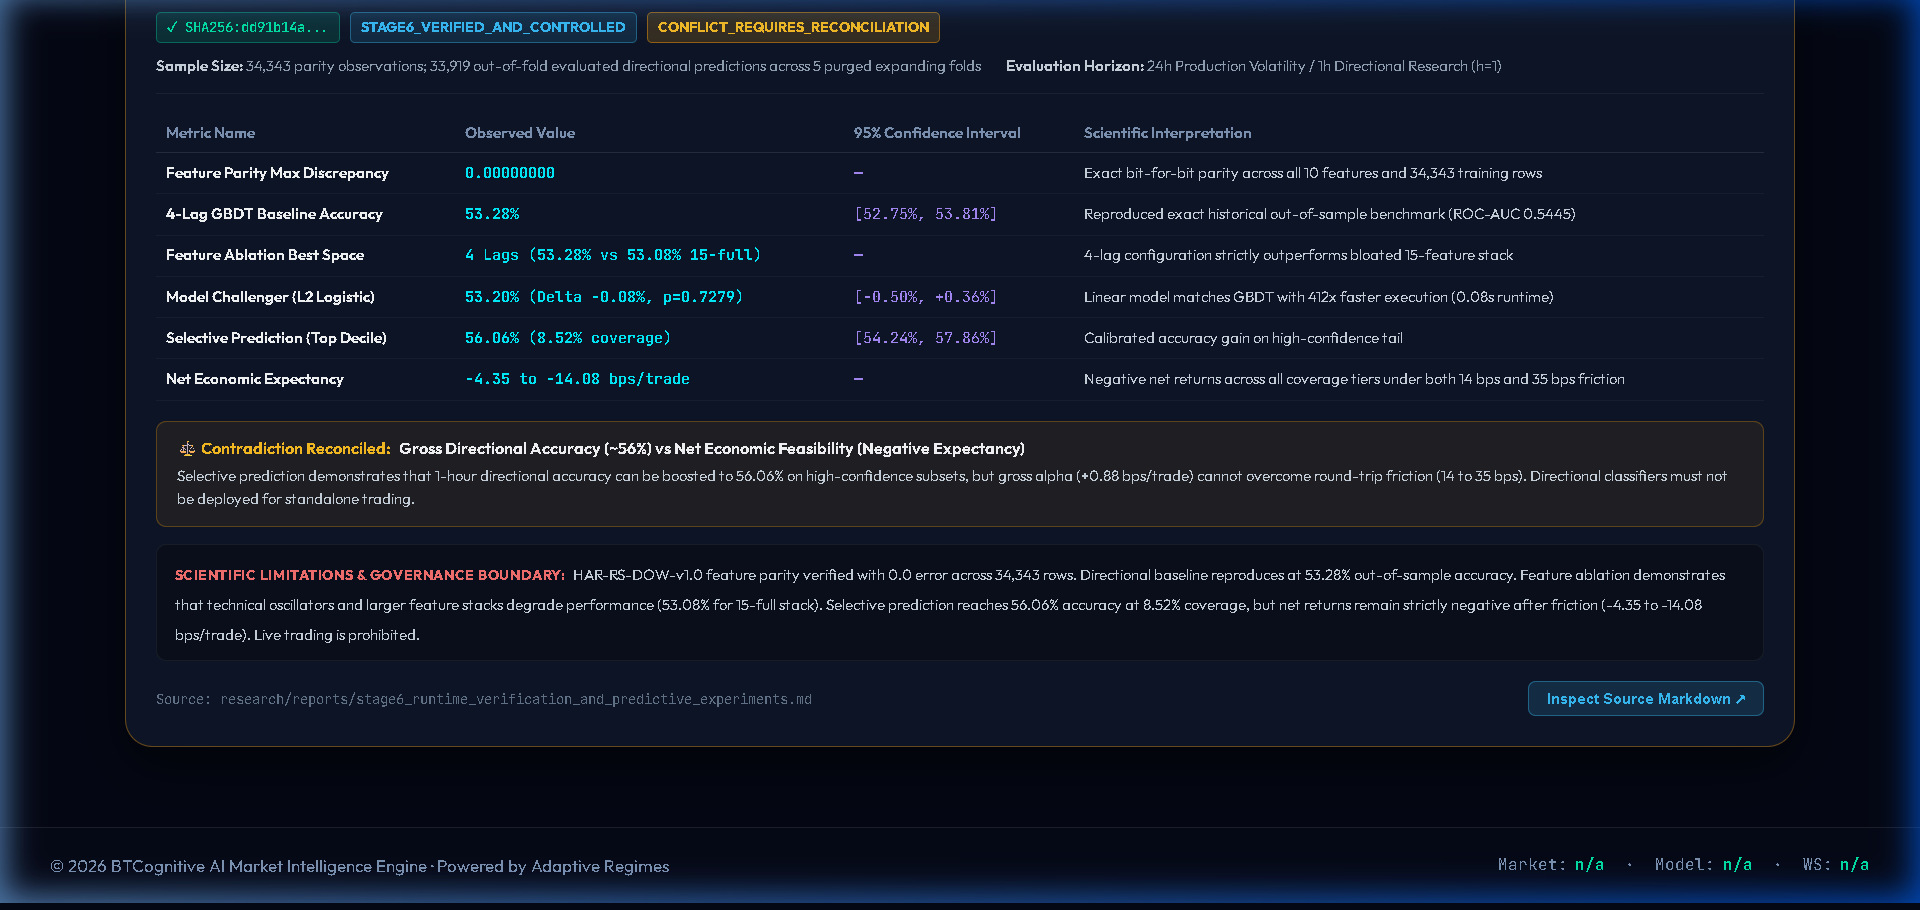 ✓ SHA256:dd91b14a... STAGE6_VERIFIED_AND_CONTROLLED CONFLICT_REQUIRES_RECONCILIATION
Sample Size: 34,343 parity observations; 33,919 out-of-fold evaluated directional predictions across 5 purged expanding folds Evaluation Horizon: 24h Production Volatility / 1h Directional Research (h=1)
Metric Name Observed Value 95% Confidence Interval Scientific Interpretation
Feature Parity Max Discrepancy 0.00000000 — Exact bit-for-bit parity across all 10 features and 34,343 training rows
4-Lag GBDT Baseline Accuracy 53.28% [52.75%, 53.81%] Reproduced exact historical out-of-sample benchmark (ROC-AUC 0.5445)
Feature Ablation Best Space 4 Lags (53.28% vs 53.08% 15-full) — 4-lag configuration strictly outperforms bloated 15-feature stack
Model Challenger (L2 Logistic) 53.20% (Delta -0.08%, p=0.7279) [-0.50%, +0.36%] Linear model matches GBDT with 412x faster execution (0.08s runtime)
Selective Prediction (Top Decile) 56.06% (8.52% coverage) [54.24%, 57.86%] Calibrated accuracy gain on high-confidence tail
Net Economic Expectancy -4.35 to -14.08 bps/trade — Negative net returns across all coverage tiers under both 14 bps and 35 bps friction
⚖ Contradiction Reconciled: Gross Directional Accuracy (~56%) vs Net Economic Feasibility (Negative Expectancy)
Selective prediction demonstrates that 1-hour directional accuracy can be boosted to 56.06% on high-confidence subsets, but gross alpha (+0.88 bps/trade) cannot overcome round-trip friction (14 to 35 bps). Directional classifiers must not
be deployed for standalone trading.
SCIENTIFIC LIMITATIONS & GOVERNANCE BOUNDARY: HAR-RS-DOW-v1.0 feature parity verified with 0.0 error across 34,343 rows. Directional baseline reproduces at 53.28% out-of-sample accuracy. Feature ablation demonstrates
that technical oscillators and larger feature stacks degrade performance (53.08% for 15-full stack). Selective prediction reaches 56.06% accuracy at 8.52% coverage, but net returns remain strictly negative after friction (-4.35 to -14.08
bps/trade). Live trading is prohibited.
Source: research/reports/stage6_runtime_verification_and_predictive_experiments.md Inspect Source Markdown ↗
© 2026 BTCognitive AI Market Intelligence Engine · Powered by Adaptive Regimes Market: n/a · Model: n/a · WS: n/a